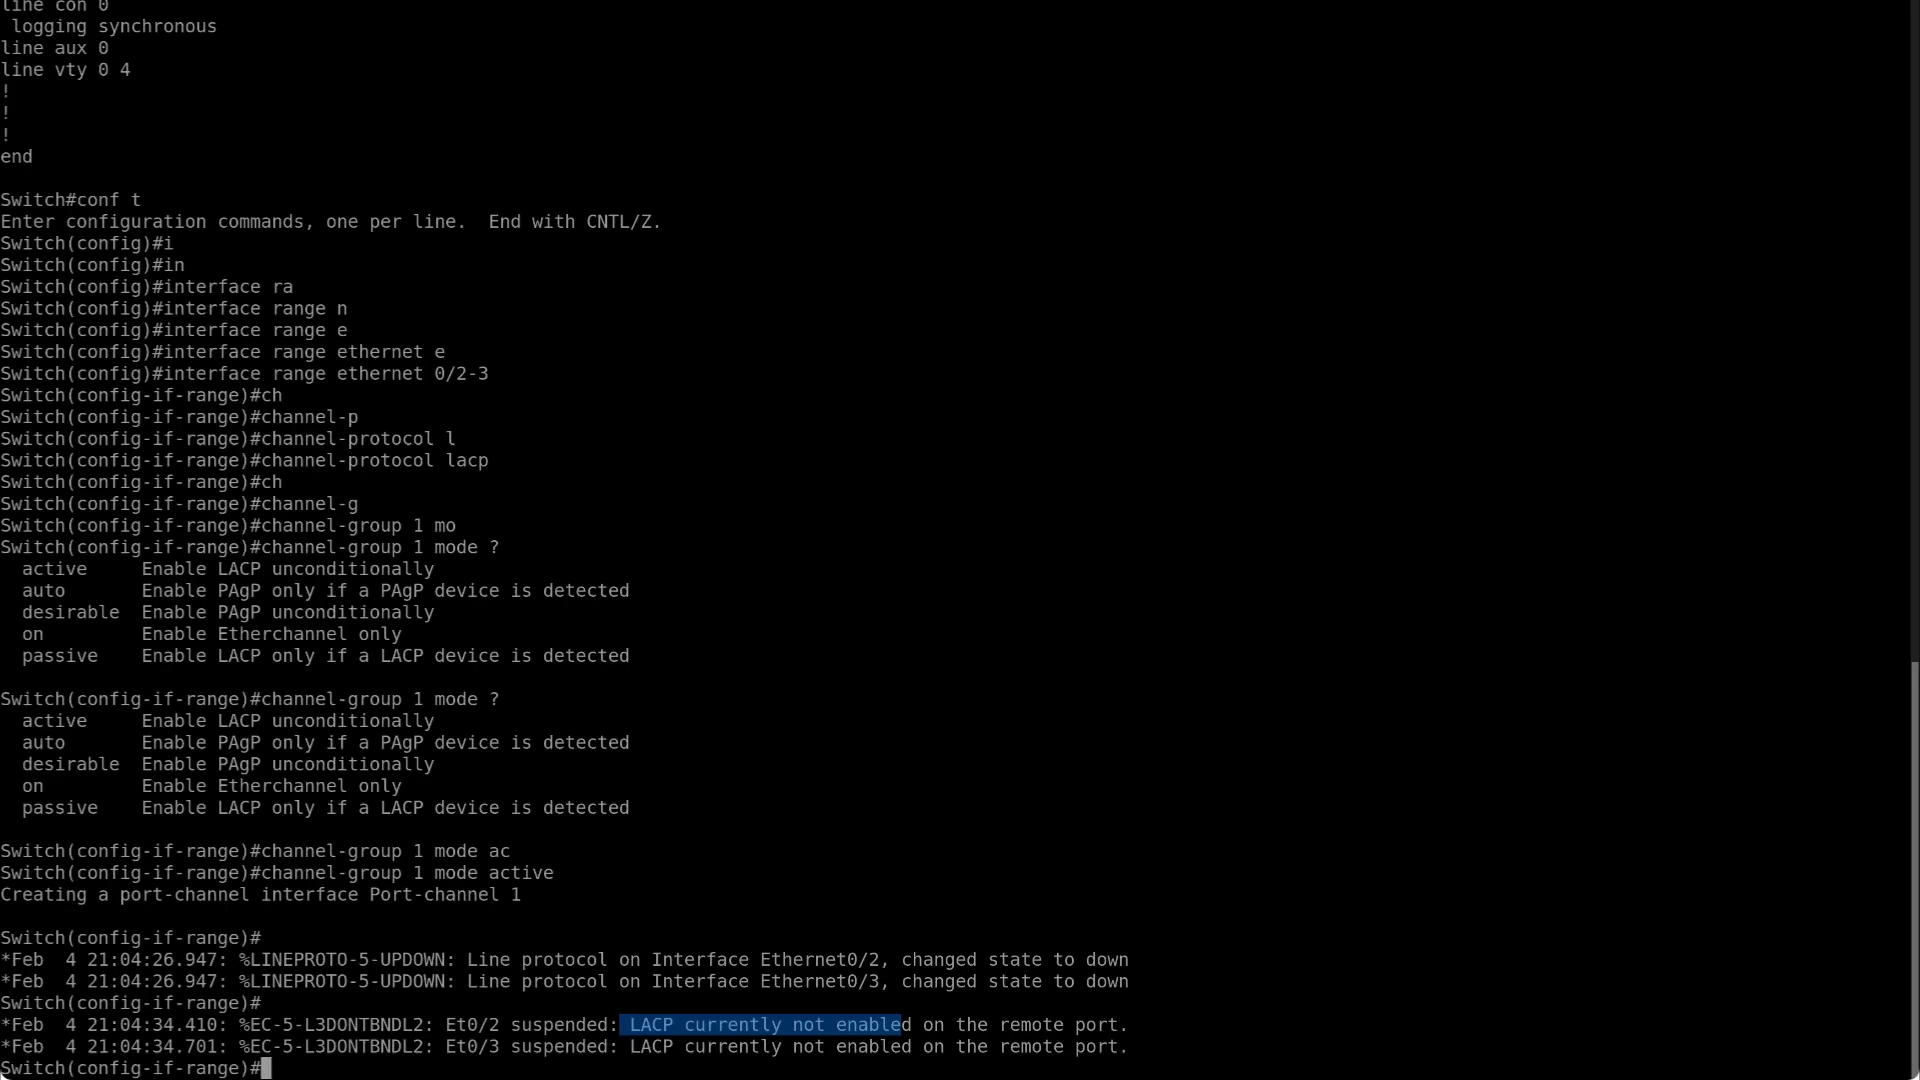 line con 0
 logging synchronous
line aux 0
line vty 0 4
!
!
!
end
Switch#conf t
Enter configuration commands, one per line.  End with CNTL/Z.
Switch(config)#i
Switch(config)#in
Switch(config)#interface ra
Switch(config)#interface range n
Switch(config)#interface range e
Switch(config)#interface range ethernet e
Switch(config)#interface range ethernet 0/2-3
Switch(config-if-range)#ch
Switch(config-if-range)#channel-p
Switch(config-if-range)#channel-protocol l
Switch(config-if-range)#channel-protocol lacp
Switch(config-if-range)#ch
Switch(config-if-range)#channel-g
Switch(config-if-range)#channel-group 1 mo
Switch(config-if-range)#channel-group 1 mode ?
  active     Enable LACP unconditionally
  auto       Enable PAgP only if a PAgP device is detected
  desirable  Enable PAgP unconditionally
  on         Enable Etherchannel only
  passive    Enable LACP only if a LACP device is detected
Switch(config-if-range)#channel-group 1 mode ?
  active     Enable LACP unconditionally
  auto       Enable PAgP only if a PAgP device is detected
  desirable  Enable PAgP unconditionally
  on         Enable Etherchannel only
  passive    Enable LACP only if a LACP device is detected
Switch(config-if-range)#channel-group 1 mode ac
Switch(config-if-range)#channel-group 1 mode active
Creating a port-channel interface Port-channel 1
Switch(config-if-range)#
*Feb  4 21:04:26.947: %LINEPROTO-5-UPDOWN: Line protocol on Interface Ethernet0/2, changed state to down
*Feb  4 21:04:26.947: %LINEPROTO-5-UPDOWN: Line protocol on Interface Ethernet0/3, changed state to down
Switch(config-if-range)#
*Feb  4 21:04:34.410: %EC-5-L3DONTBNDL2: Et0/2 suspended: LACP currently not enabled on the remote port.
*Feb  4 21:04:34.701: %EC-5-L3DONTBNDL2: Et0/3 suspended: LACP currently not enabled on the remote port.
Switch(config-if-range)#